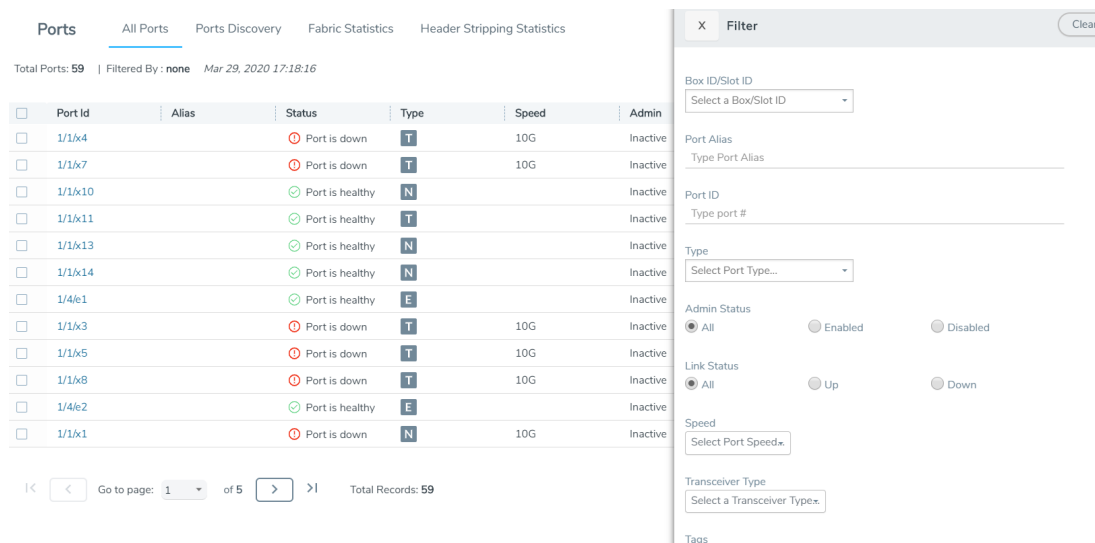 Ports All Ports Ports Discovery Fabric Statistics Header Stripping Statistics
Total Ports: 59 | Filtered By : none Mar 29, 2020 17:18:16
Port Id Alias Status Type Speed Admin
1/1/x4 Port is down T 10G Inactive
1/1/x7 Port is down T 10G Inactive
1/1/x10 Port is healthy N Inactive
1/1/x11 Port is healthy T Inactive
1/1/x13 Port is healthy N Inactive
1/1/x14 Port is healthy N Inactive
1/4/e1 Port is healthy E Inactive
1/1/x3 Port is down T 10G Inactive
1/1/x5 Port is down T 10G Inactive
1/1/x8 Port is down T 10G Inactive
1/4/e2 Port is healthy E Inactive
1/1/x1 Port is down N 10G Inactive
Go to page: 1 of 5 Total Records: 59
X Filter Clear
Box ID/Slot ID
Select a Box/Slot ID
Port Alias
Type Port Alias
Port ID
Type port #
Type
Select Port Type...
Admin Status
All Enabled Disabled
Link Status
All Up Down
Speed
Select Port Speed...
Transceiver Type
Select a Transceiver Type...
Tags